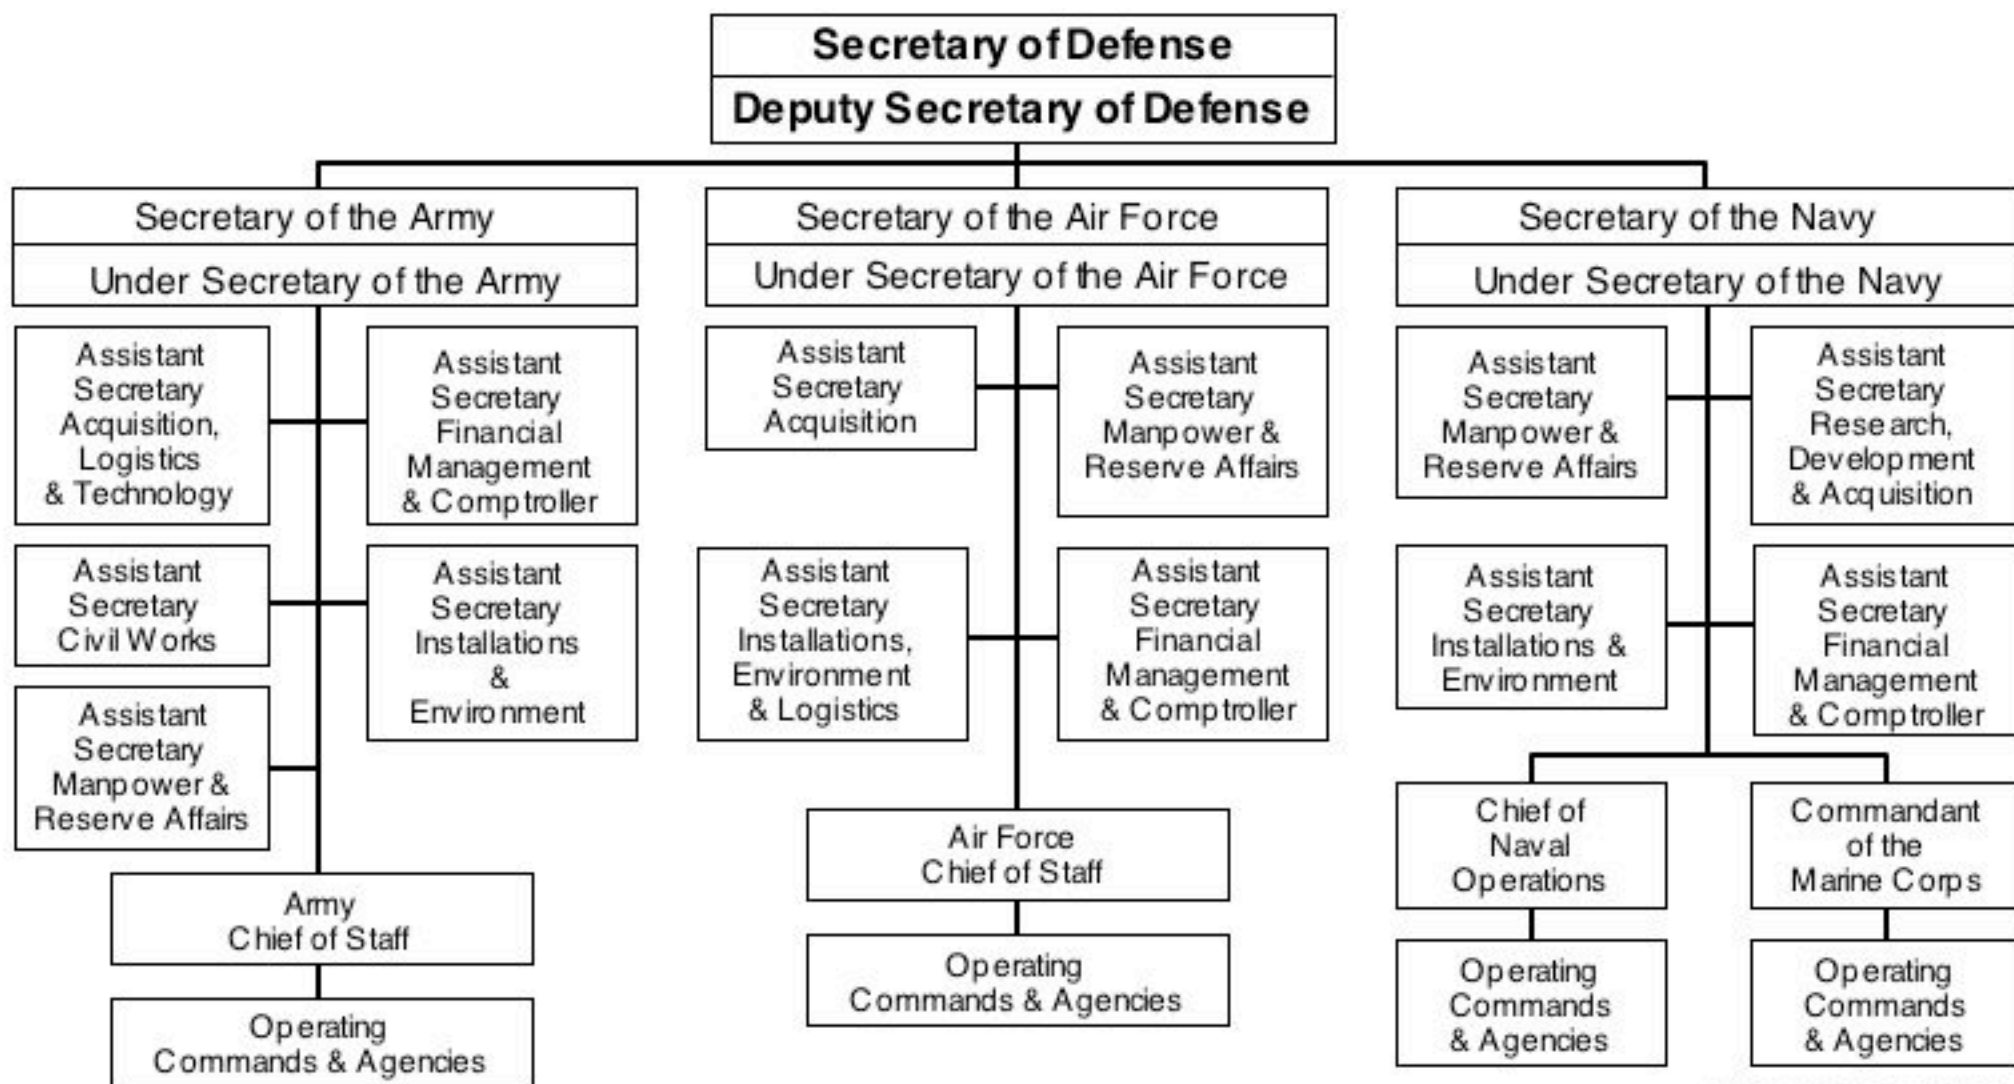 Secretary of Defense
Deputy Secretary of Defense
Secretary of the Army
Under Secretary of the Army
Assistant
Secretary
Acquisition,
Logistics
& Technology
Assistant
Secretary
Financial
Management
& Comptroller
Assistant
Secretary
Civil Works
Assistant
Secretary
Installations
&
Environment
Assistant
Secretary
Manpower &
Reserve Affairs
Army
Chief of Staff
Operating
Commands & Agencies
Secretary of the Air Force
Under Secretary of the Air Force
Assistant
Secretary
Acquisition
Assistant
Secretary
Manpower &
Reserve Affairs
Assistant
Secretary
Installations,
Environment
& Logistics
Assistant
Secretary
Financial
Management
& Comptroller
Air Force
Chief of Staff
Operating
Commands & Agencies
Secretary of the Navy
Under Secretary of the Navy
Assistant
Secretary
Manpower &
Reserve Affairs
Assistant
Secretary
Research,
Development
& Acquisition
Assistant
Secretary
Installations &
Environment
Assistant
Secretary
Financial
Management
& Comptroller
Chief of
Naval
Operations
Commandant
of the
Marine Corps
Operating
Commands
& Agencies
Operating
Commands
& Agencies